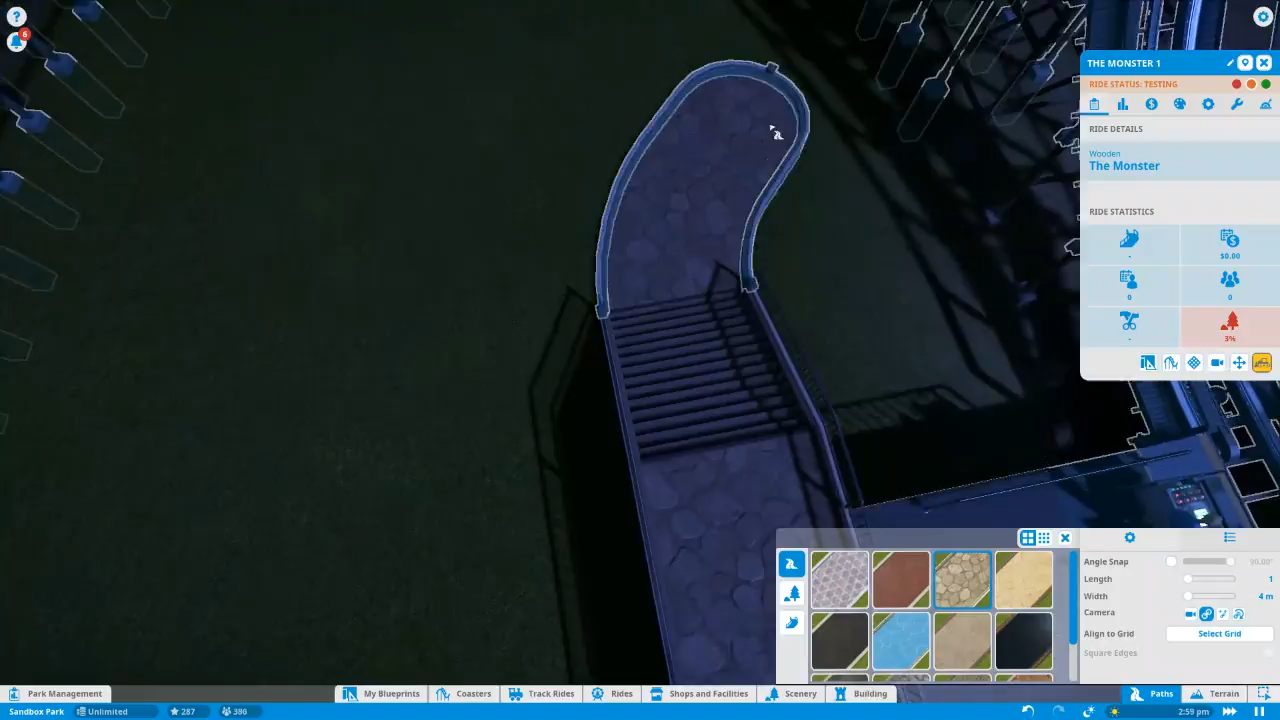 ?
6
THE MONSTER 1
RIDE STATUS: TESTING
RIDE DETAILS
Wooden
The Monster
RIDE STATISTICS
-
$0.00
0
0
-
3%
Angle Snap
90.00°
Length
1
Width
4 m
Camera
Align to Grid
Select Grid
Square Edges
Park Management
My Blueprints
Coasters
Track Rides
Rides
Shops and Facilities
Scenery
Building
Paths
Terrain
Sandbox Park
Unlimited
287
386
2:59 pm